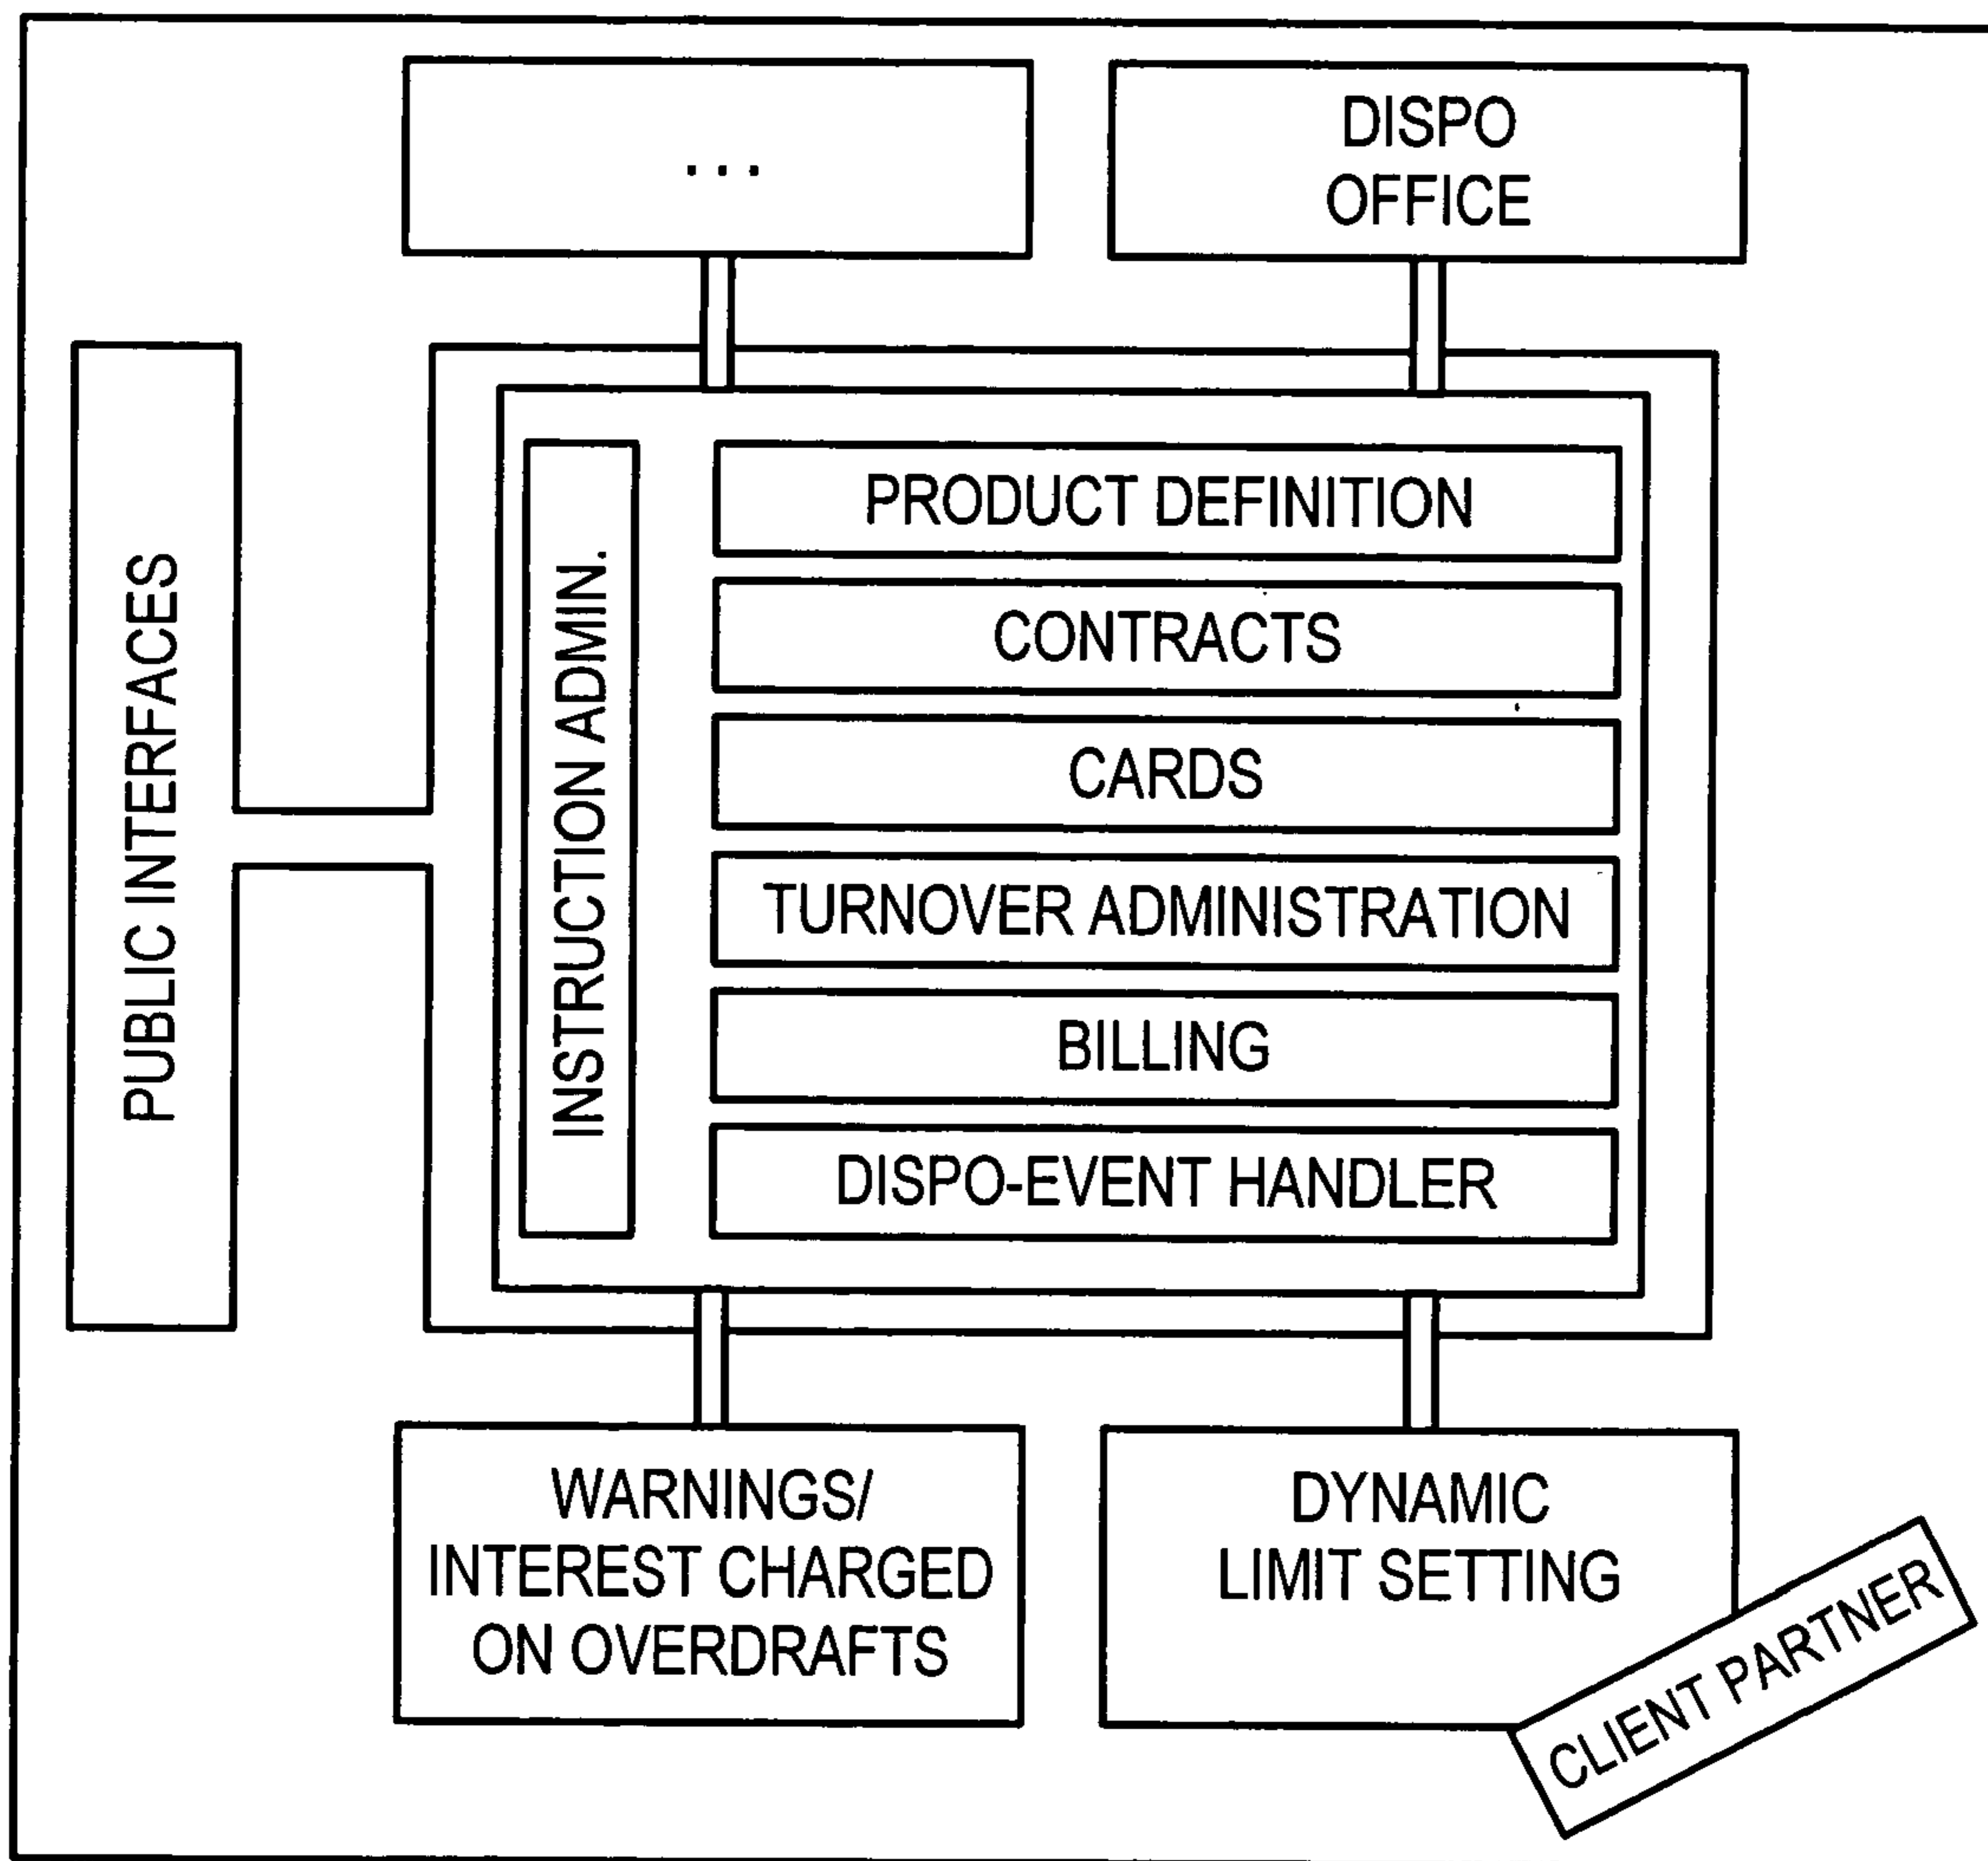 ...
DISPO
OFFICE
PUBLIC INTERFACES
INSTRUCTION ADMIN.
PRODUCT DEFINITION
CONTRACTS
CARDS
TURNOVER ADMINISTRATION
BILLING
DISPO-EVENT HANDLER
WARNINGS/
INTEREST CHARGED
ON OVERDRAFTS
DYNAMIC
LIMIT SETTING
CLIENT PARTNER